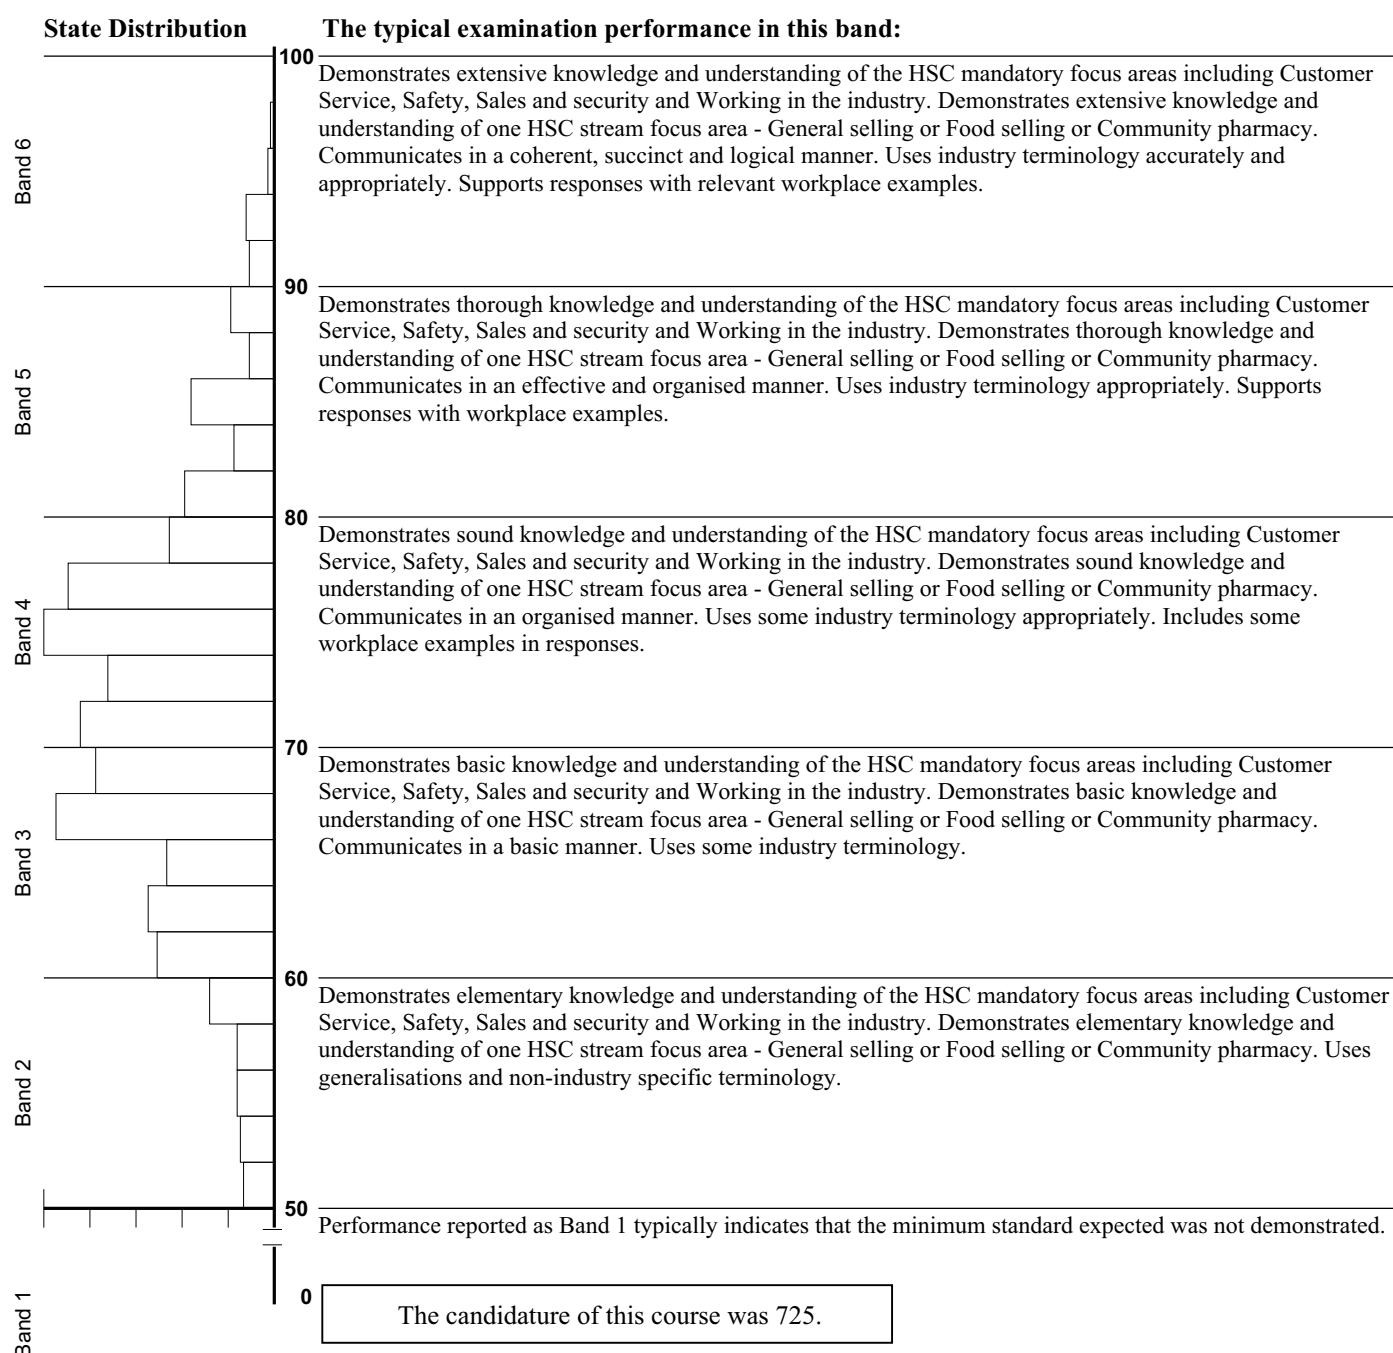 State Distribution
The typical examination performance in this band:
100
Band 6
Demonstrates extensive knowledge and understanding of the HSC mandatory focus areas including Customer
Service, Safety, Sales and security and Working in the industry. Demonstrates extensive knowledge and
understanding of one HSC stream focus area - General selling or Food selling or Community pharmacy.
Communicates in a coherent, succinct and logical manner. Uses industry terminology accurately and
appropriately. Supports responses with relevant workplace examples.
90
Band 5
Demonstrates thorough knowledge and understanding of the HSC mandatory focus areas including Customer
Service, Safety, Sales and security and Working in the industry. Demonstrates thorough knowledge and
understanding of one HSC stream focus area - General selling or Food selling or Community pharmacy.
Communicates in an effective and organised manner. Uses industry terminology appropriately. Supports
responses with workplace examples.
80
Band 4
Demonstrates sound knowledge and understanding of the HSC mandatory focus areas including Customer
Service, Safety, Sales and security and Working in the industry. Demonstrates sound knowledge and
understanding of one HSC stream focus area - General selling or Food selling or Community pharmacy.
Communicates in an organised manner. Uses some industry terminology appropriately. Includes some
workplace examples in responses.
70
Band 3
Demonstrates basic knowledge and understanding of the HSC mandatory focus areas including Customer
Service, Safety, Sales and security and Working in the industry. Demonstrates basic knowledge and
understanding of one HSC stream focus area - General selling or Food selling or Community pharmacy.
Communicates in a basic manner. Uses some industry terminology.
60
Band 2
Demonstrates elementary knowledge and understanding of the HSC mandatory focus areas including Customer
Service, Safety, Sales and security and Working in the industry. Demonstrates elementary knowledge and
understanding of one HSC stream focus area - General selling or Food selling or Community pharmacy. Uses
generalisations and non-industry specific terminology.
50
Performance reported as Band 1 typically indicates that the minimum standard expected was not demonstrated.
Band 1
0
The candidature of this course was 725.